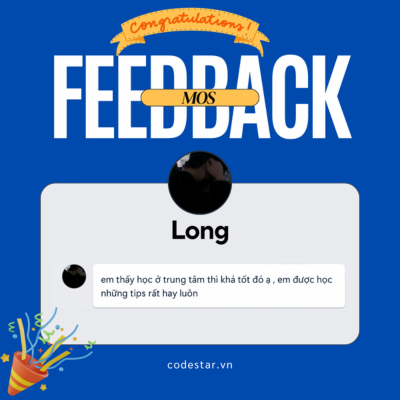 Congratulations!
FEEDBACK
MOS
Long
em thấy học ở trung tâm thì khá tốt đó ạ , em được học
những tips rất hay luôn
codestar.vn